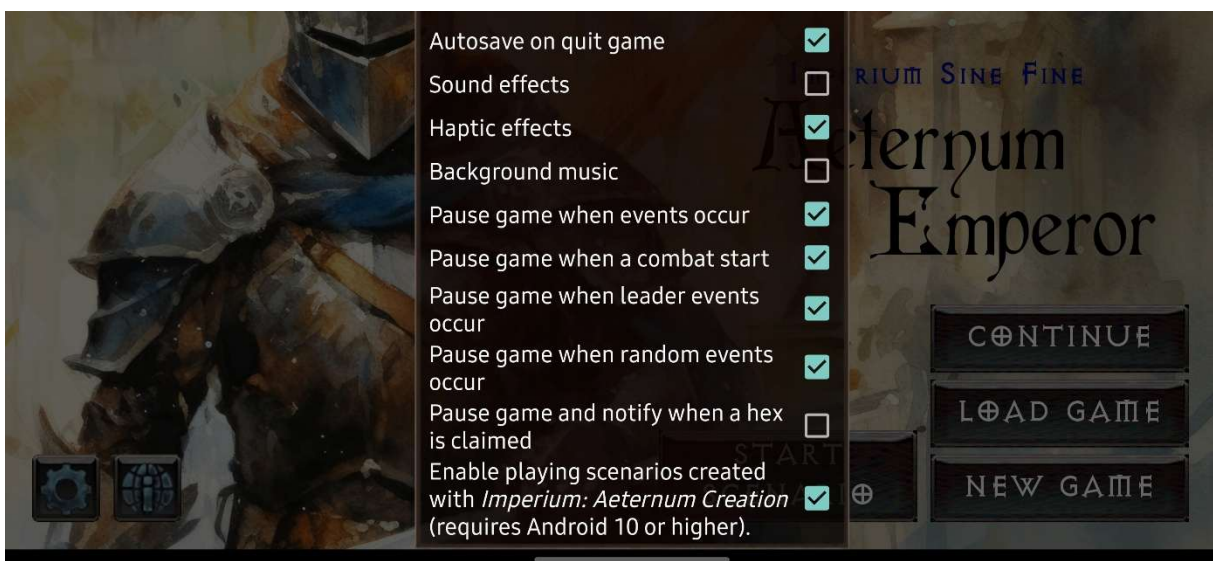 Autosave on quit game
Sound effects
Haptic effects
Background music
Pause game when events occur
Pause game when a combat start
Pause game when leader events
occur
Pause game when random events
occur
Pause game and notify when a hex
is claimed
Enable playing scenarios created
with Imperium: Aeternum Creation
(requires Android 10 or higher).
RIUM SINE FINE
Aeternum
Emperor
CONTINUE
LOAD GAME
START
NEW GAME